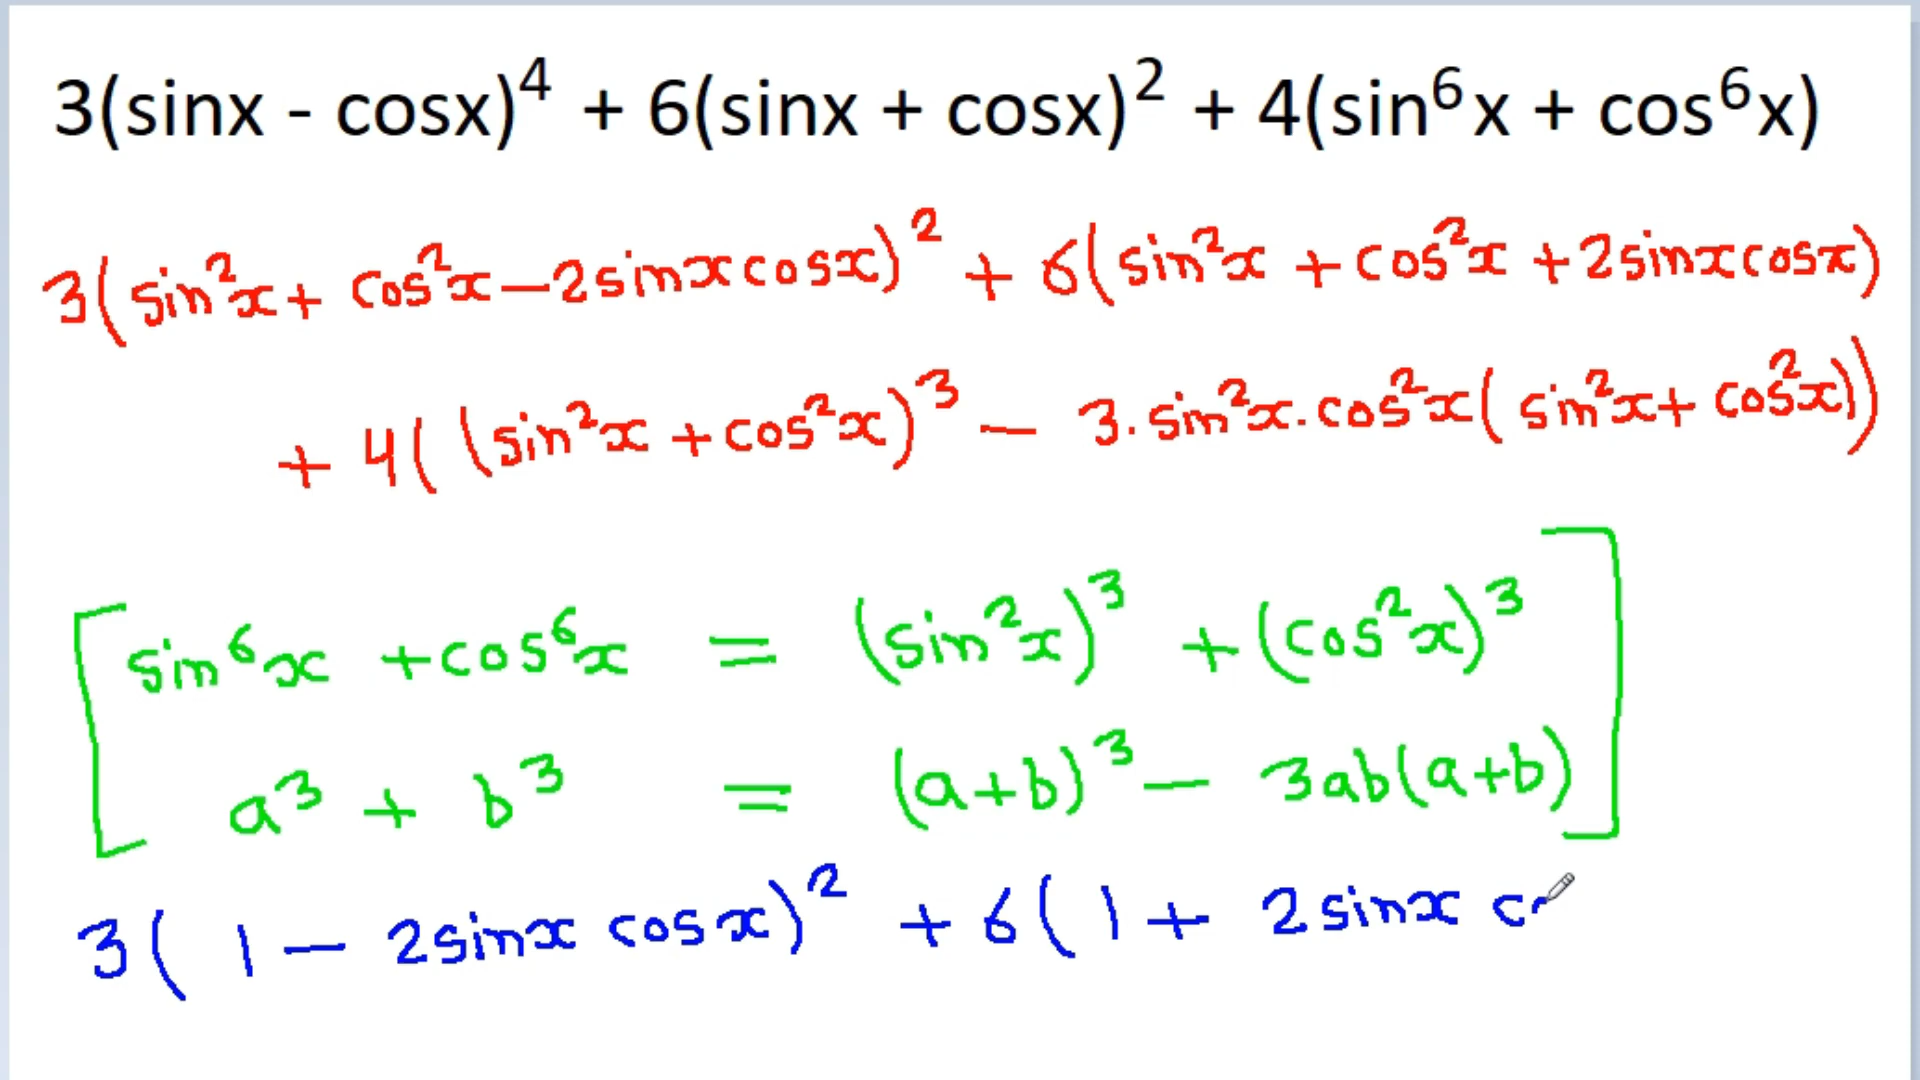 3(sinx - cosx)⁴ + 6(sinx + cosx)² + 4(sin⁶x + cos⁶x)
3(sin²x + cos²x - 2sinxcosx)² + 6(sin²x + cos²x + 2sinxcosx)
+ 4((sin²x + cos²x)³ - 3.sin²x.cos²x(sin²x + cos²x))
[sin⁶x + cos⁶x = (sin²x)³ + (cos²x)³
a³ + b³ = (a+b)³ - 3ab(a+b)]
3(1 - 2sinx cosx)² + 6(1 + 2sinx c